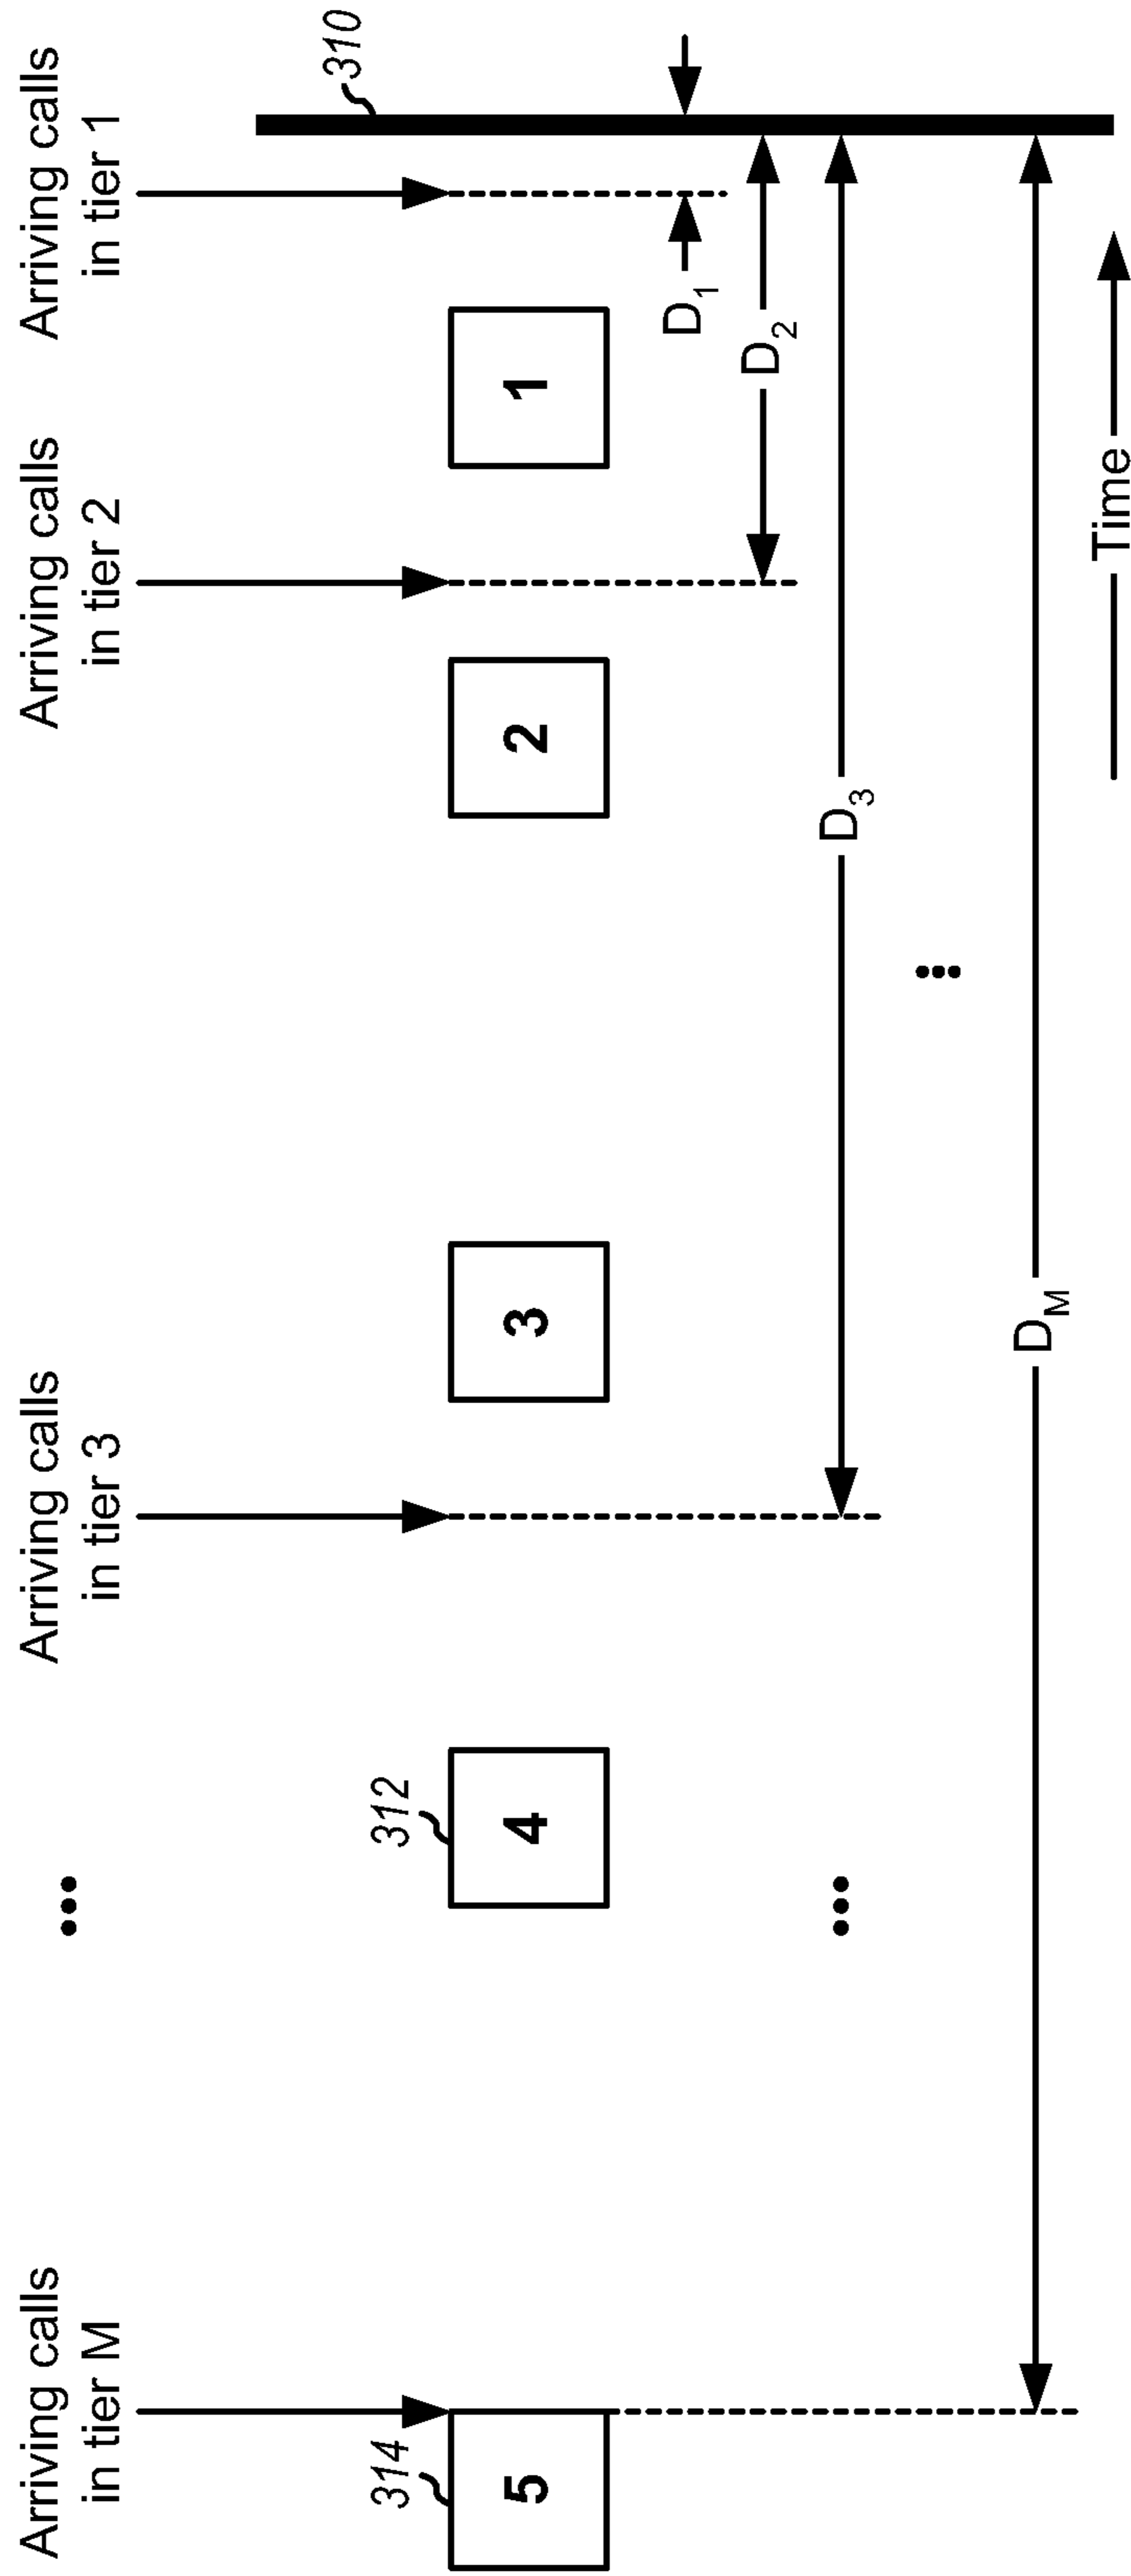 Arriving calls
in tier M
Arriving calls
in tier 3
Arriving calls
in tier 2
Arriving calls
in tier 1
...
310
314
312
5
4
3
2
1
...
D₁
D₂
D₃
...
D_M
Time